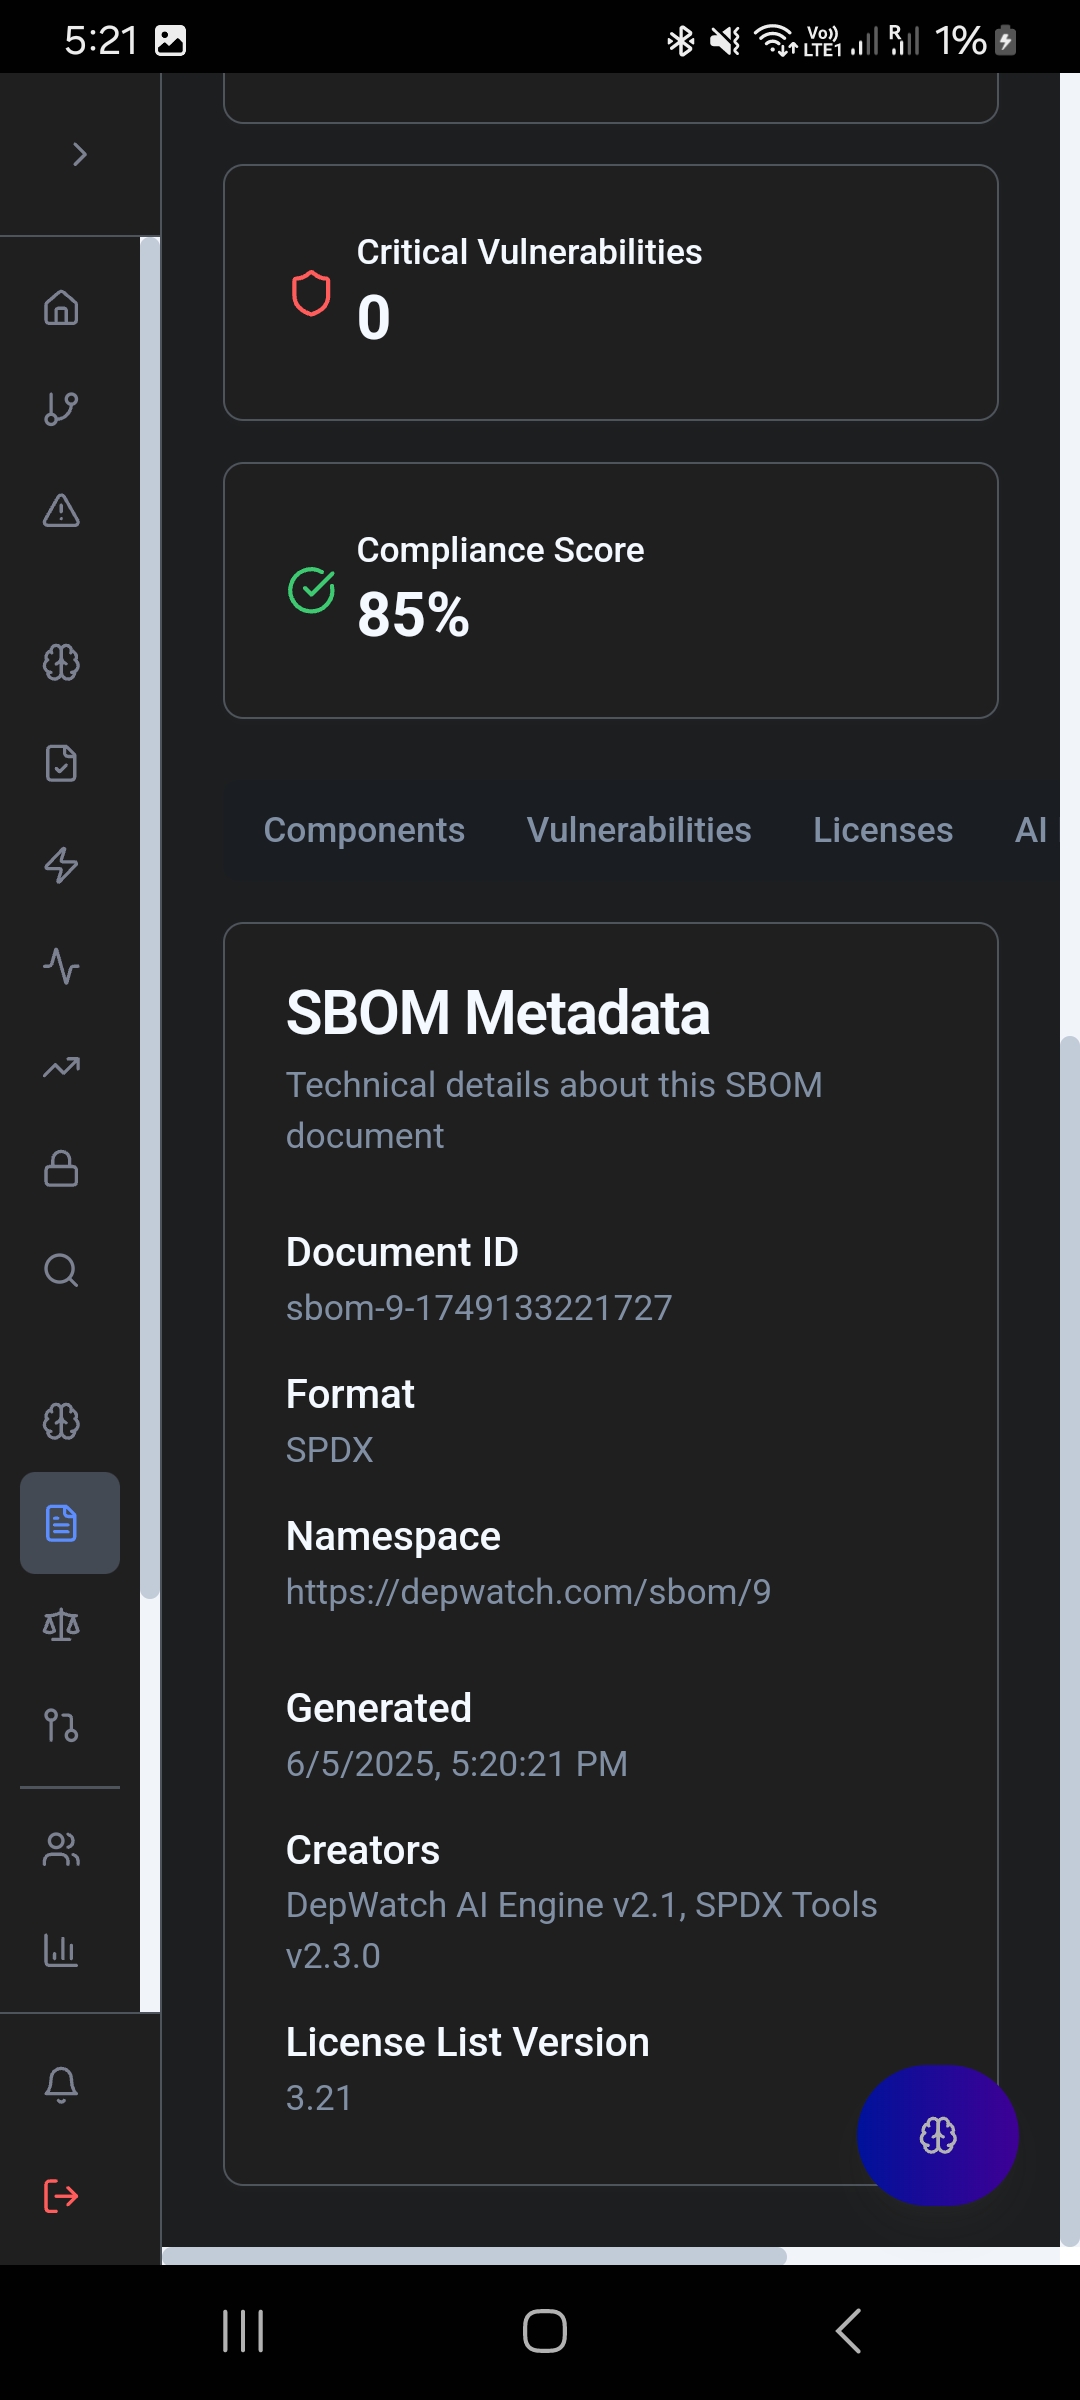 5:21
Vo))
LTE1
R
1%
Critical Vulnerabilities
0
Compliance Score
85%
Components Vulnerabilities Licenses AI
SBOM Metadata
Technical details about this SBOM
document
Document ID
sbom-9-1749133221727
Format
SPDX
Namespace
https://depwatch.com/sbom/9
Generated
6/5/2025, 5:20:21 PM
Creators
DepWatch AI Engine v2.1, SPDX Tools
v2.3.0
License List Version
3.21